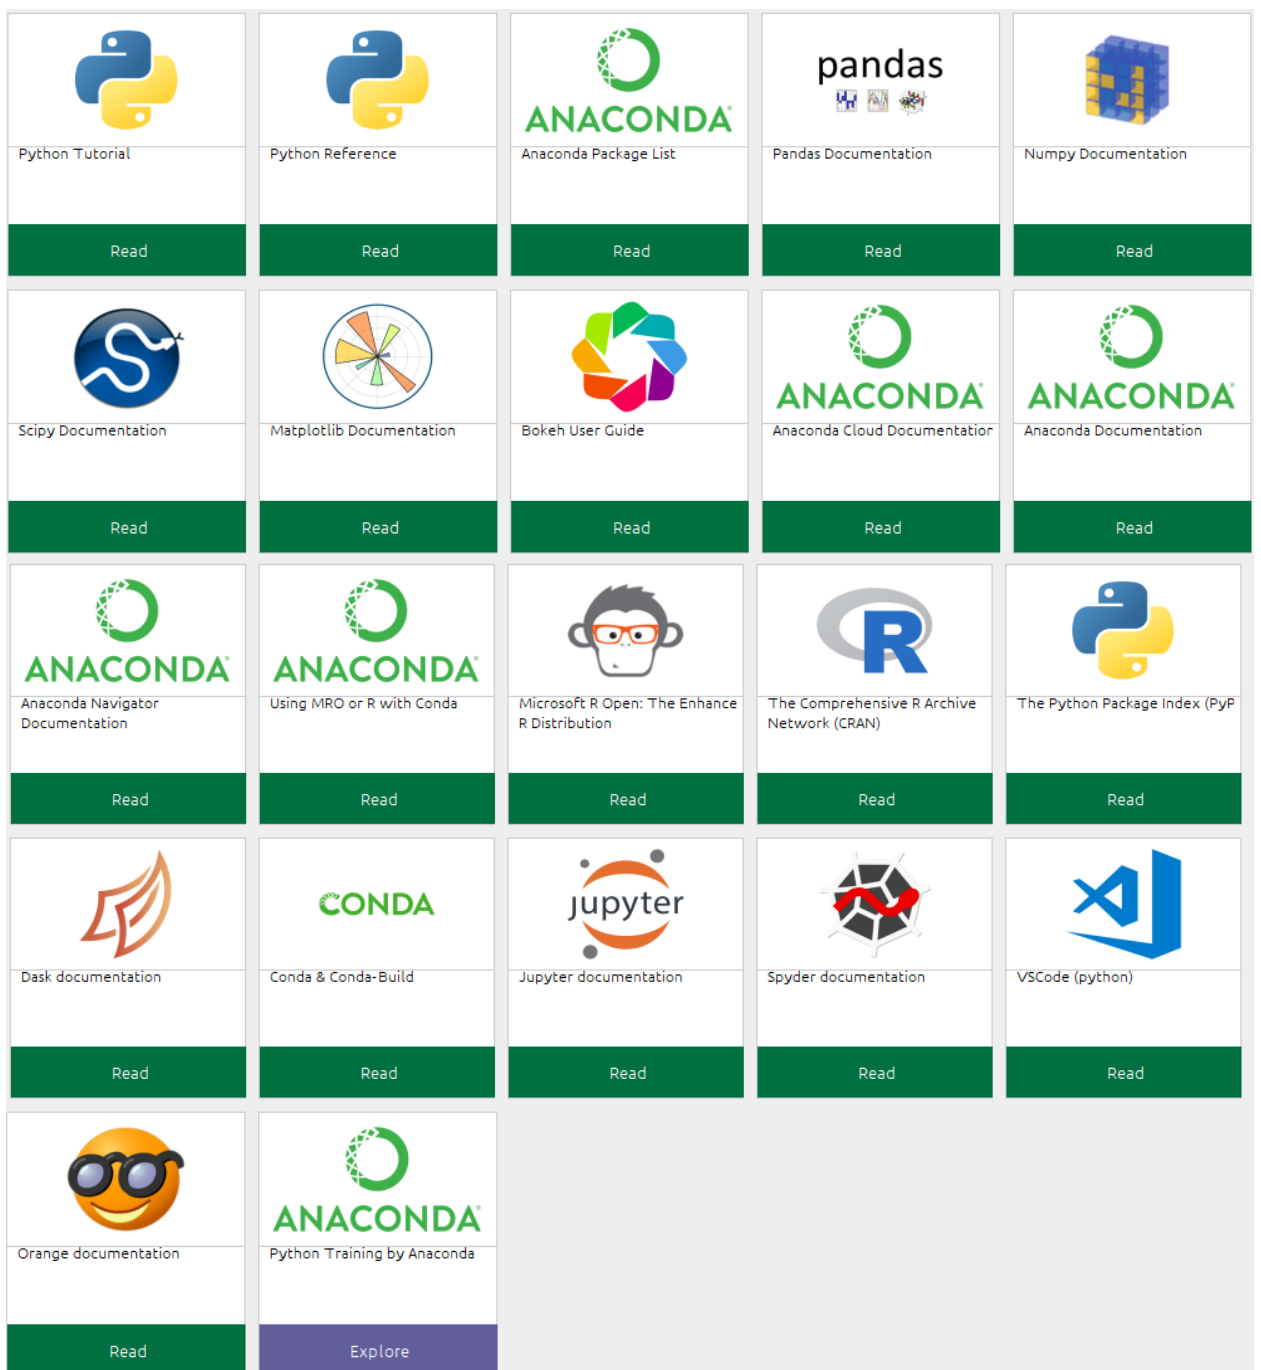 ANACONDA
pandas
Python Tutorial
Python Reference
Anaconda Package List
Pandas Documentation
Numpy Documentation
Read
Read
Read
Read
Read
ANACONDA
ANACONDA
Scipy Documentation
Matplotlib Documentation
Bokeh User Guide
Anaconda Cloud Documentation
Anaconda Documentation
Read
Read
Read
Read
Read
ANACONDA
ANACONDA
R
Anaconda Navigator
Documentation
Using MRO or R with Conda
Microsoft R Open: The Enhance
R Distribution
The Comprehensive R Archive
Network (CRAN)
The Python Package Index (PyP
Read
Read
Read
Read
Read
CONDA
jupyter
Dask documentation
Conda & Conda-Build
Jupyter documentation
Spyder documentation
VSCode (python)
Read
Read
Read
Read
Read
ANACONDA
Orange documentation
Python Training by Anaconda
Read
Explore